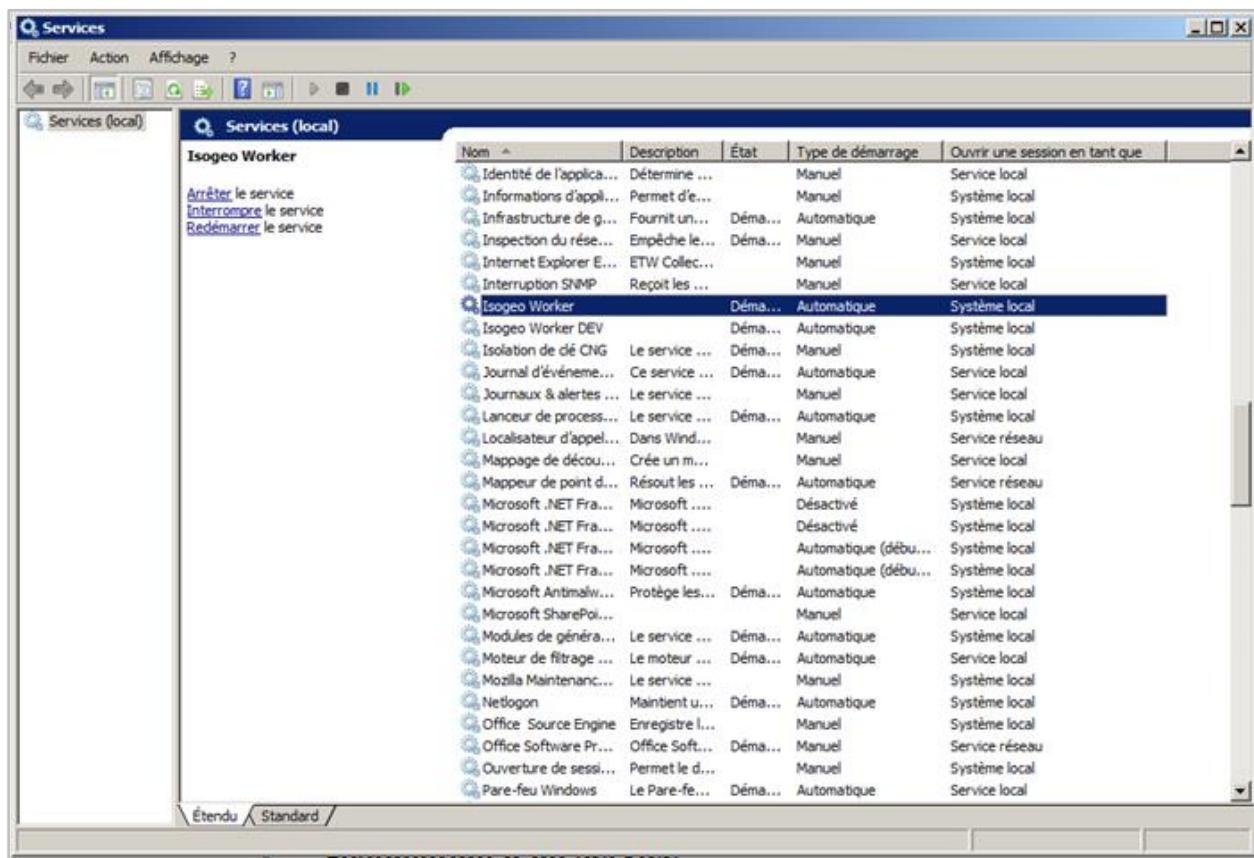 Services
Fichier Action Affichage ?
Services (local)
Services (local)
Isogeo Worker
Arrêter le service
Interrompre le service
Redémarrer le service
Nom Description État Type de démarrage Ouvrir une session en tant que
Identité de l'applica... Détermine ... Manuel Service local
Informations d'appli... Permet d'e... Manuel Système local
Infrastructure de g... Fournit un... Déma... Automatique Système local
Inspection du rése... Empêche le... Déma... Manuel Service local
Internet Explorer E... ETW Collec... Manuel Système local
Interruption SNMP Reçoit les ... Manuel Service local
Isogeo Worker Déma... Automatique Système local
Isogeo Worker DEV Déma... Automatique Système local
Isolation de clé CNG Le service ... Déma... Manuel Système local
Journal d'événeme... Ce service ... Déma... Automatique Service local
Journaux & alertes ... Le service ... Manuel Service local
Lanceur de process... Le service ... Déma... Automatique Système local
Localisateur d'appel... Dans Wind... Manuel Service réseau
Mappage de décou... Crée un m... Manuel Service local
Mappeur de point d... Résout les ... Déma... Automatique Service réseau
Microsoft .NET Fra... Microsoft .... Désactivé Système local
Microsoft .NET Fra... Microsoft .... Désactivé Système local
Microsoft .NET Fra... Microsoft .... Automatique (débu... Système local
Microsoft .NET Fra... Microsoft .... Automatique (débu... Système local
Microsoft Antimalw... Protège les... Déma... Automatique Système local
Microsoft SharePoi... Manuel Service local
Modules de généra... Le service ... Déma... Automatique Système local
Moteur de filtrage ... Le moteur ... Déma... Automatique Service local
Mozilla Maintenanc... Le service ... Manuel Système local
Netlogon Maintient u... Déma... Automatique Système local
Office Source Engine Enregistre l... Manuel Système local
Office Software Pr... Office Soft... Déma... Manuel Service réseau
Ouverture de sessi... Permet le d... Manuel Système local
Pare-feu Windows Le Pare-fe... Déma... Automatique Service local
Étendu Standard